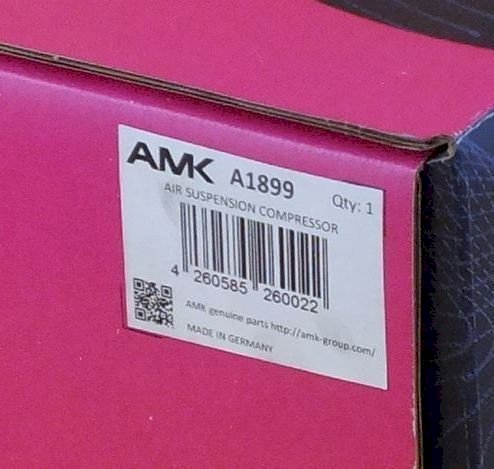 AMK A1899 Qty: 1
AIR SUSPENSION COMPRESSOR
4 260585 260022
AMK genuine parts http://amk-group.com/
MADE IN GERMANY